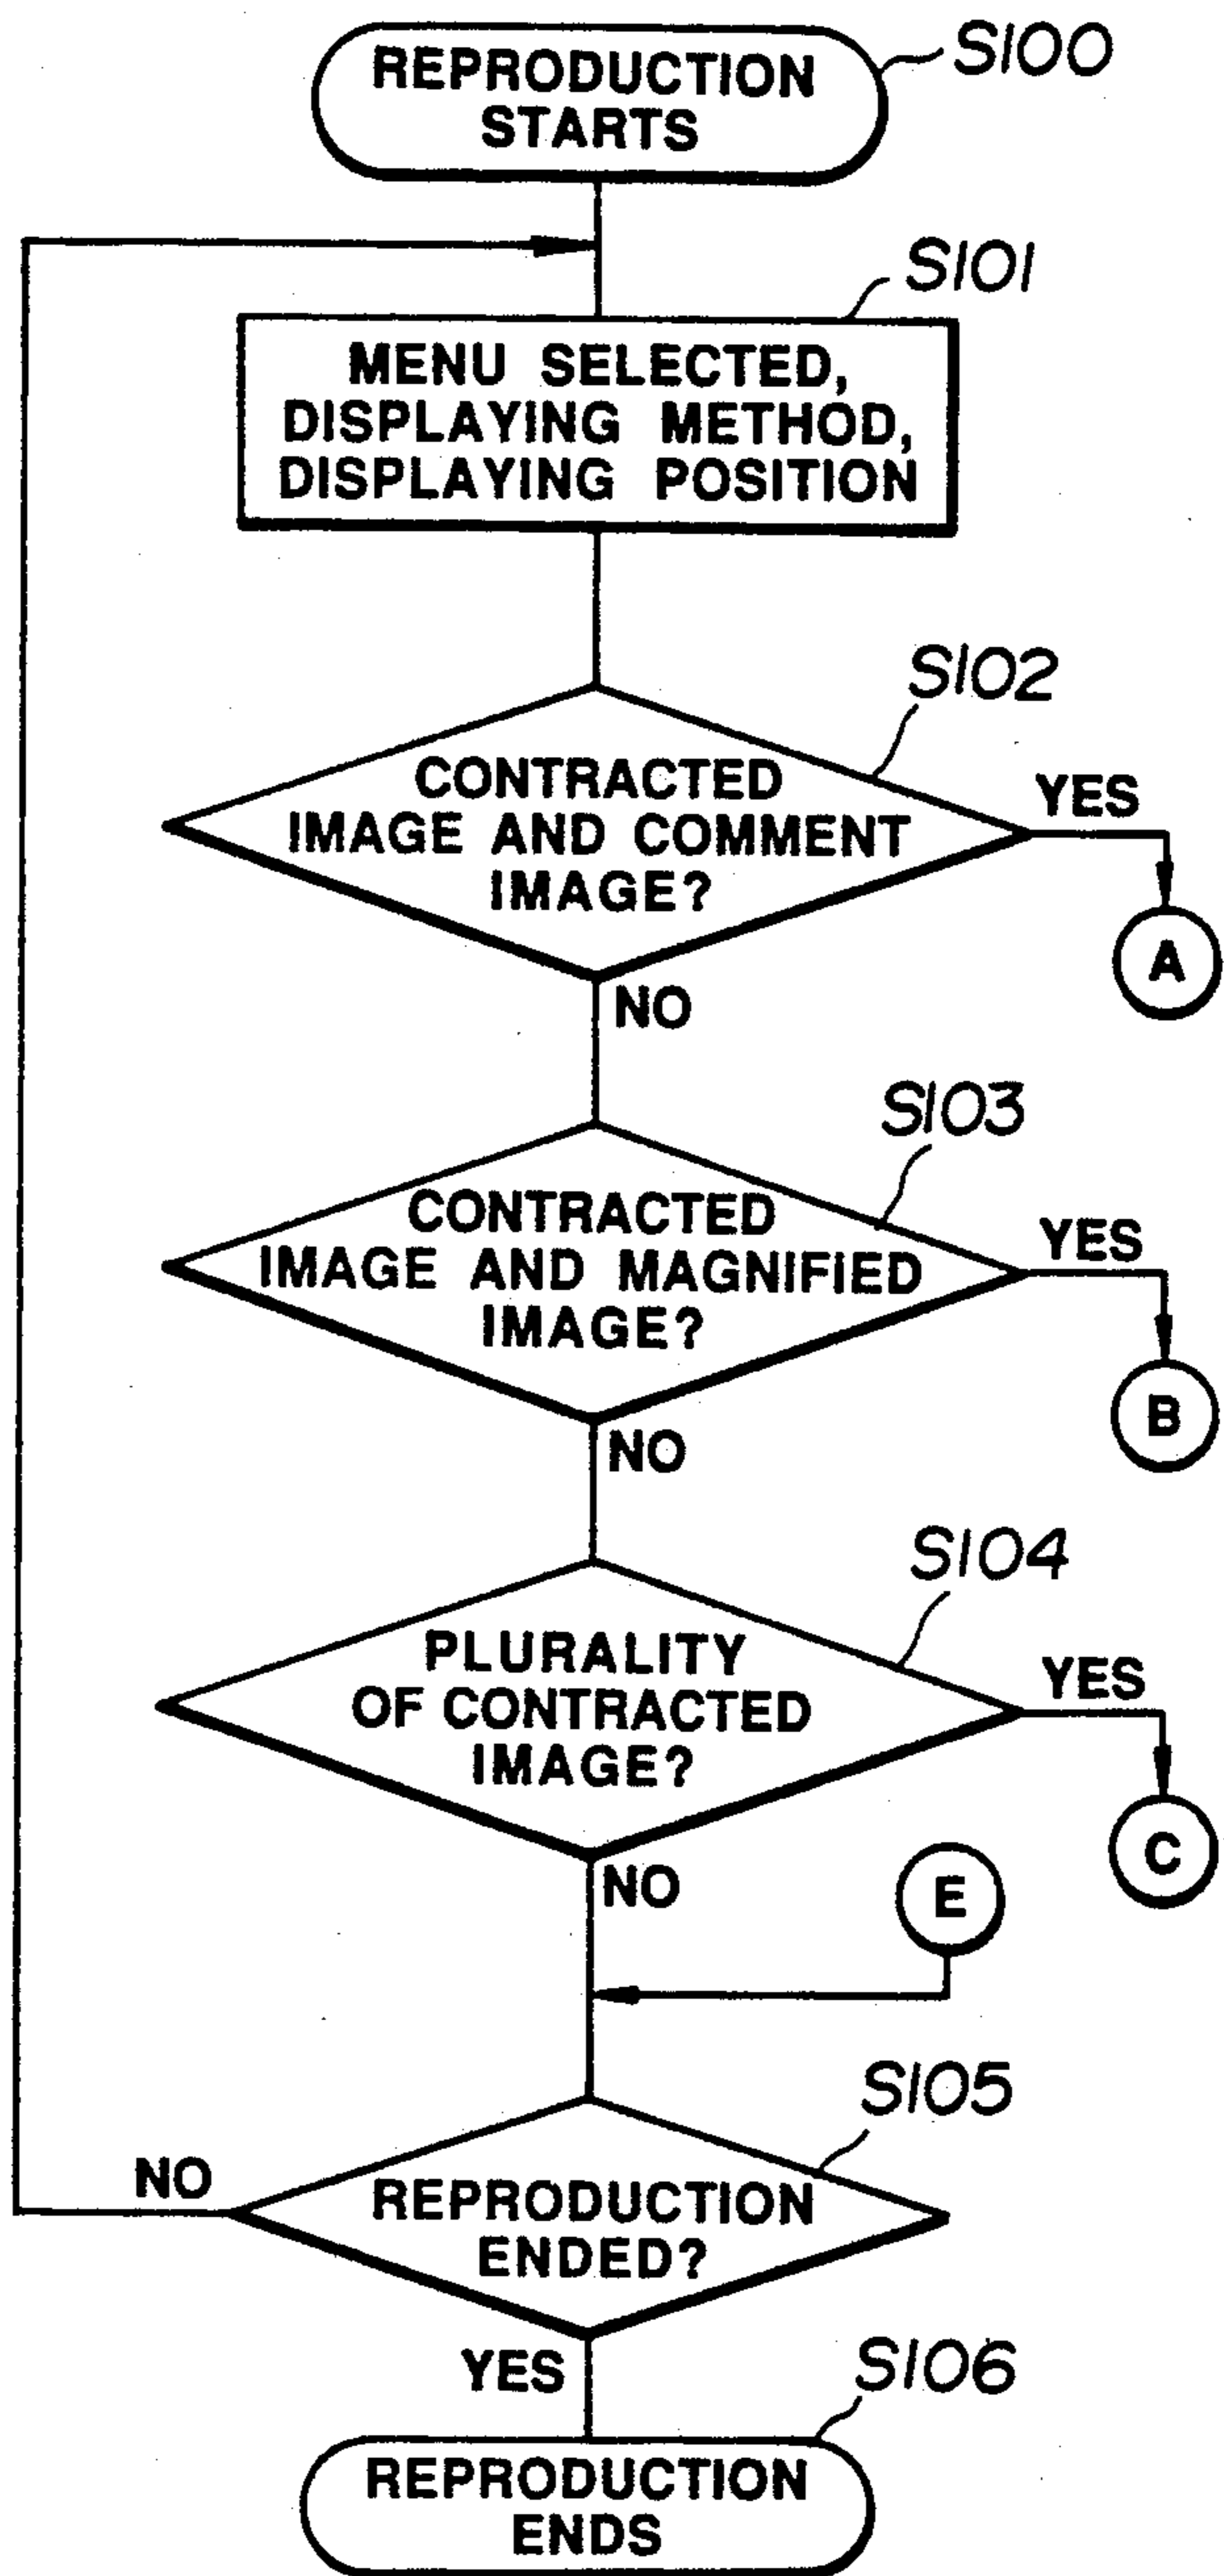 REPRODUCTION
STARTS
S100
S101
MENU SELECTED,
DISPLAYING METHOD,
DISPLAYING POSITION
S102
CONTRACTED
IMAGE AND COMMENT
IMAGE?
YES
A
NO
S103
CONTRACTED
IMAGE AND MAGNIFIED
IMAGE?
YES
B
NO
S104
PLURALITY
OF CONTRACTED
IMAGE?
YES
C
NO
E
S105
REPRODUCTION
ENDED?
NO
YES
S106
REPRODUCTION
ENDS